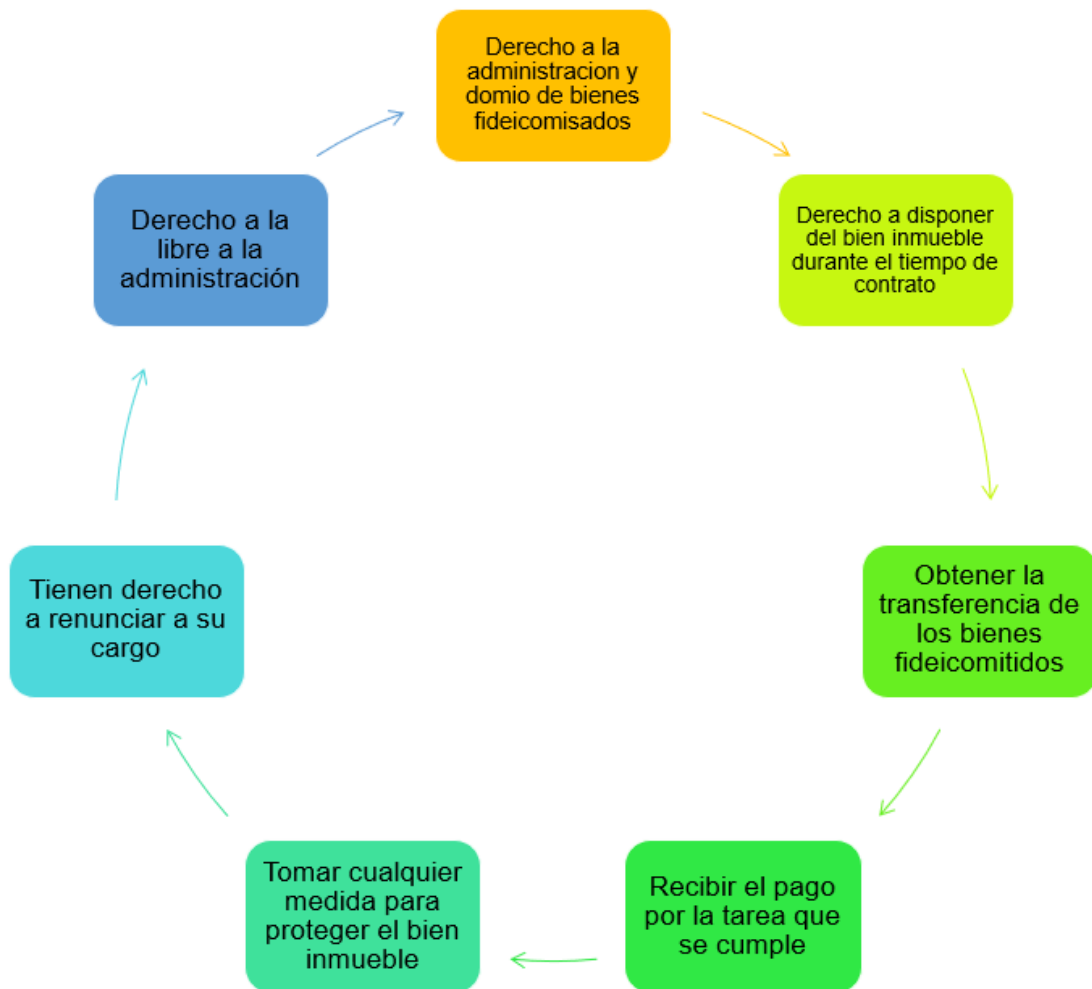 Derecho a la
administracion y
domio de bienes
fideicomisados
Derecho a disponer
del bien inmueble
durante el tiempo de
contrato
Obtener la
transferencia de
los bienes
fideicomitidos
Recibir el pago
por la tarea que
se cumple
Tomar cualquier
medida para
proteger el bien
inmueble
Tienen derecho
a renunciar a su
cargo
Derecho a la
libre a la
administración